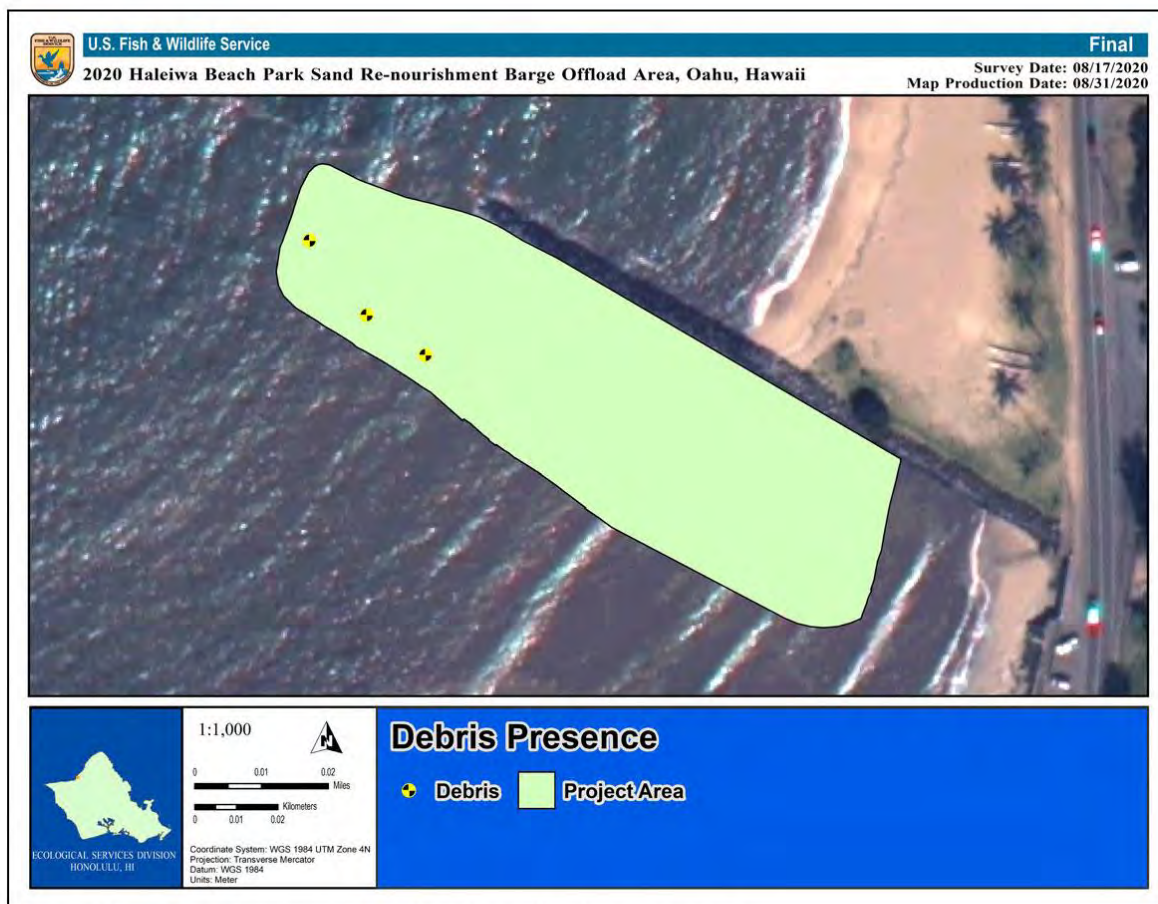 U.S. FISH & WILDLIFE SERVICE
U.S. Fish & Wildlife Service
Final
2020 Haleiwa Beach Park Sand Re-nourishment Barge Offload Area, Oahu, Hawaii
Survey Date: 08/17/2020
Map Production Date: 08/31/2020
ECOLOGICAL SERVICES DIVISION
HONOLULU, HI
1:1,000
N
0 0.01 0.02
Miles
Kilometers
0 0.01 0.02
Coordinate System: WGS 1984 UTM Zone 4N
Projection: Transverse Mercator
Datum: WGS 1984
Units: Meter
Debris Presence
Debris
Project Area